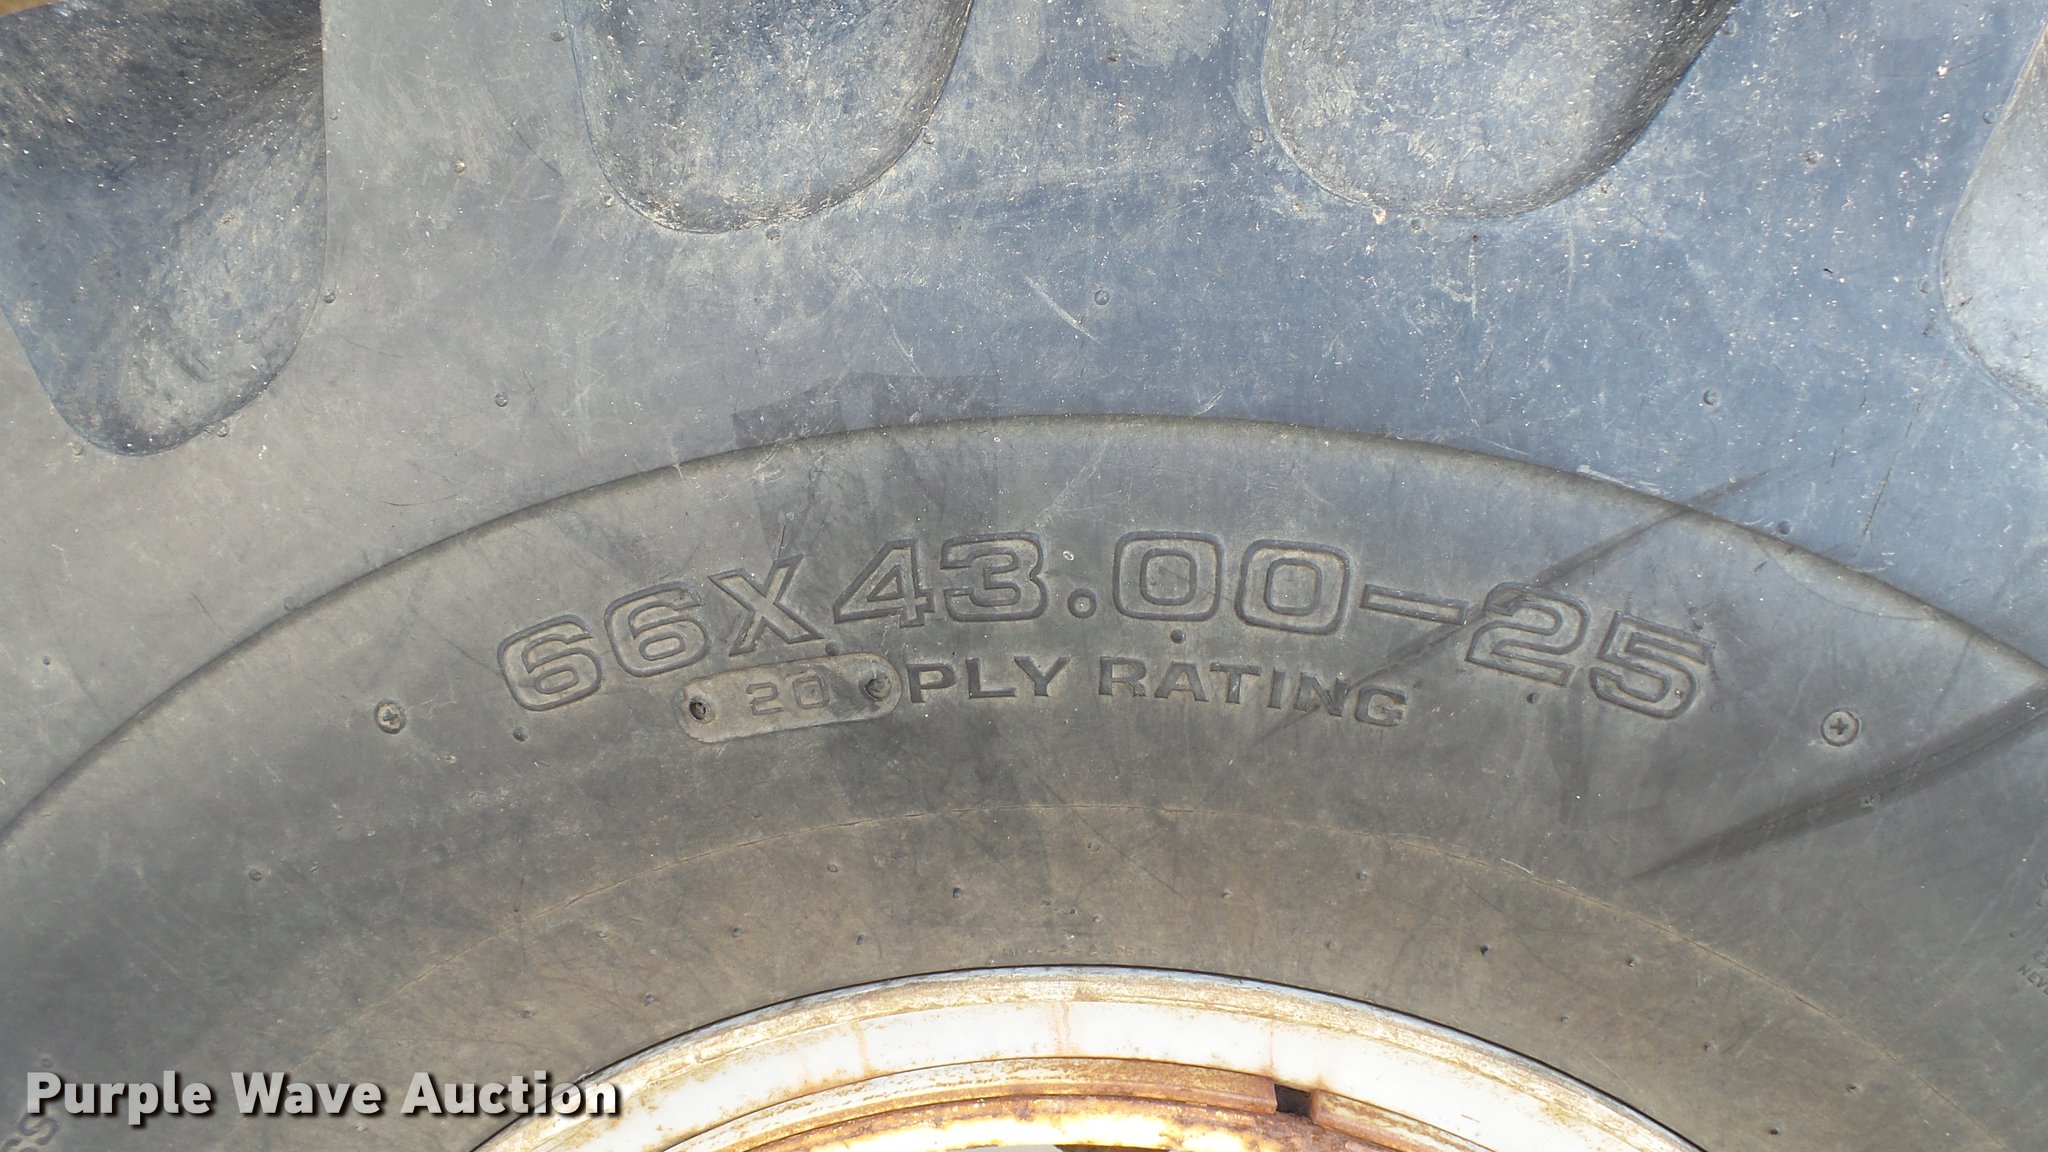 66X43.00-25
20 PLY RATING
Purple Wave Auction